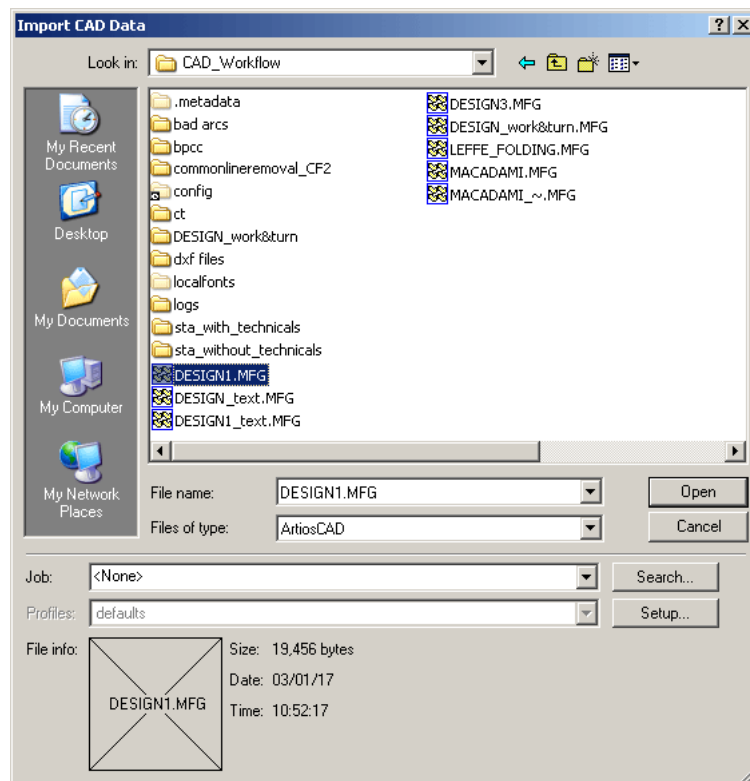 Import CAD Data
Look in:
CAD_Workflow
My Recent
Documents
Desktop
My Documents
My Computer
My Network
Places
.metadata
bad arcs
bpcc
commonlineremoval_CF2
config
ct
DESIGN_work&turn
dxf files
localfonts
logs
sta_with_technicals
sta_without_technicals
DESIGN1.MFG
DESIGN_text.MFG
DESIGN1_text.MFG
DESIGN3.MFG
DESIGN_work&turn.MFG
LEFFE_FOLDING.MFG
MACADAMI.MFG
MACADAMI_~.MFG
File name:
DESIGN1.MFG
Open
Files of type:
ArtiosCAD
Cancel
Job:
<None>
Search...
Profiles:
defaults
Setup...
File info:
DESIGN1.MFG
Size: 19,456 bytes
Date: 03/01/17
Time: 10:52:17